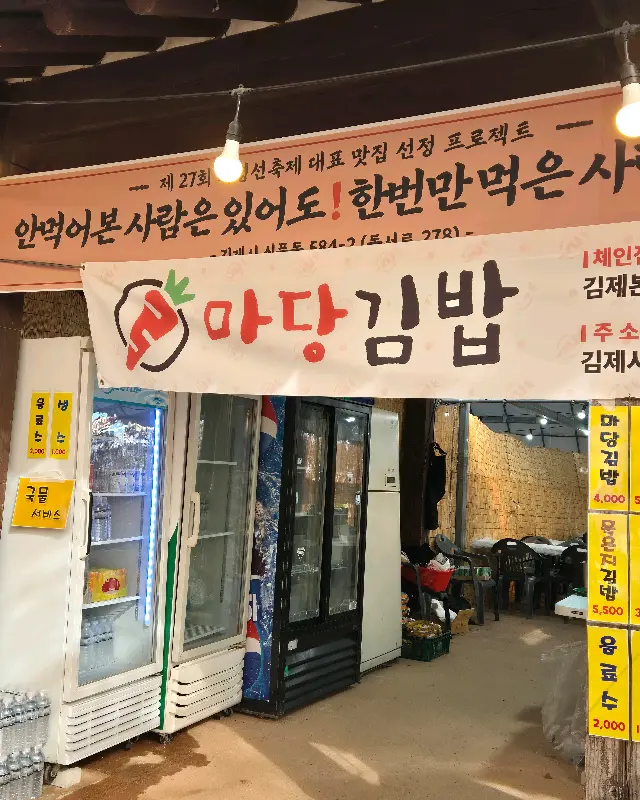 제 27회 선축제 대표 맛집 선정 프로젝트
안먹어본 사람은 있어도! 한번만 먹은 사
- 김제시 신풍동 584-2 (동서로 278) -
마당김밥
체인점
김제본
주소
김제시
음료수
2,000
생수
1,000
국물
서비스
마당김밥
4,000
묵은지김밥
5,500
음료수
2,000